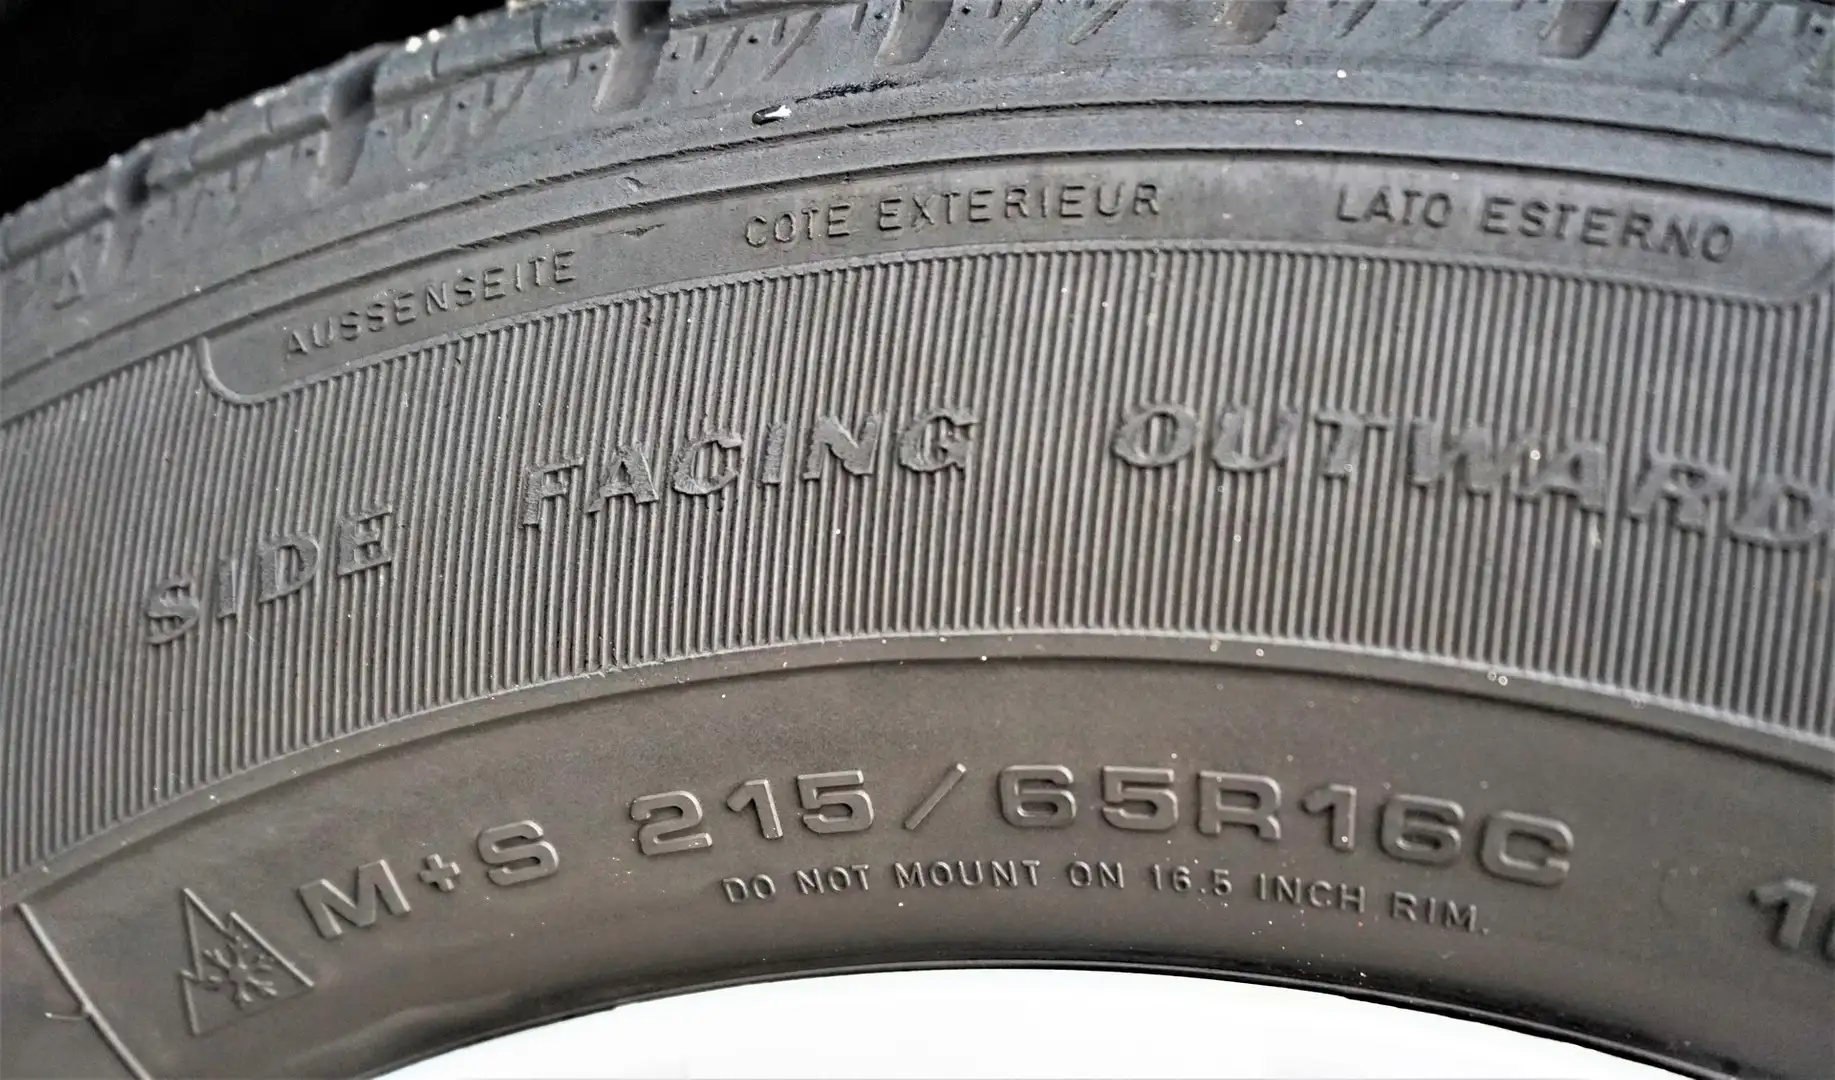 AUSSENSEITE COTE EXTERIEUR LATO ESTERNO
SIDE FACING OUTWARD
M+S 215/65R16C
DO NOT MOUNT ON 16.5 INCH RIM.